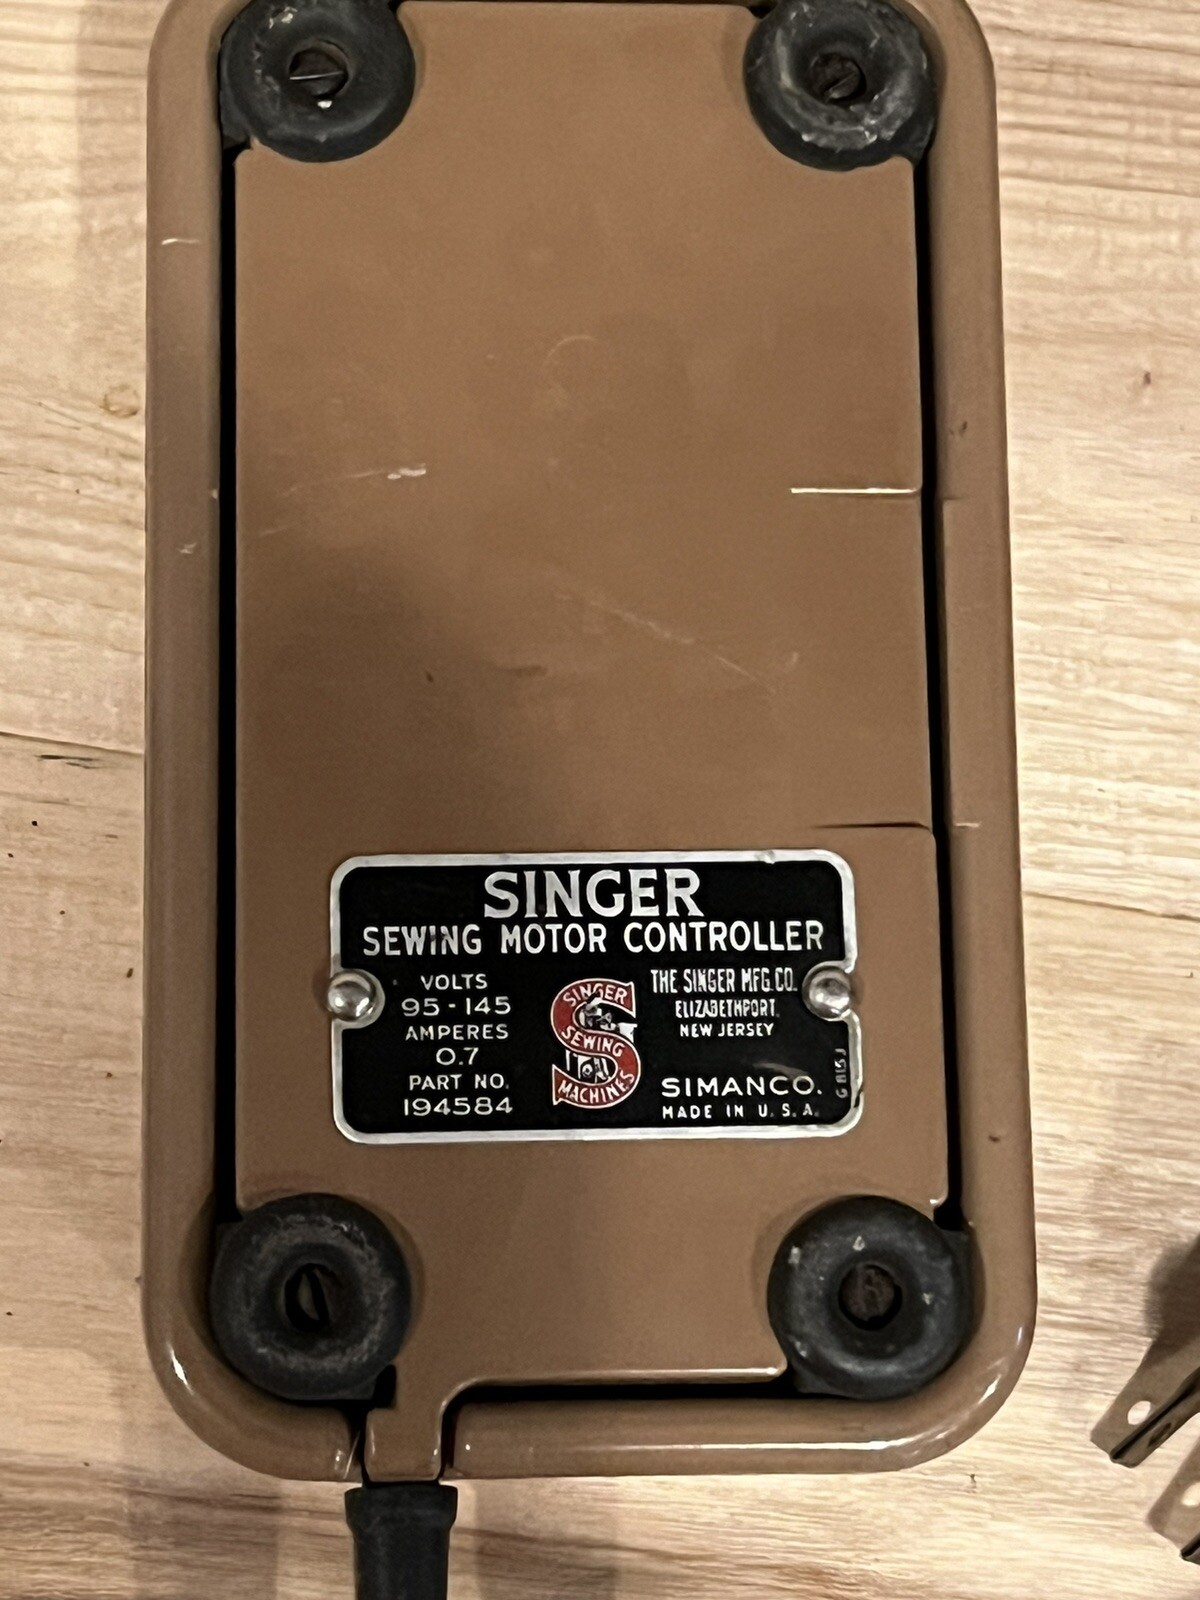 SINGER
SEWING MOTOR CONTROLLER
VOLTS
95-145
AMPERES
0.7
PART NO.
194584
SINGER
SEWING
MACHINES
THE SINGER MFG. CO.
ELIZABETHPORT,
NEW JERSEY
SIMANCO.
MADE IN U.S.A.